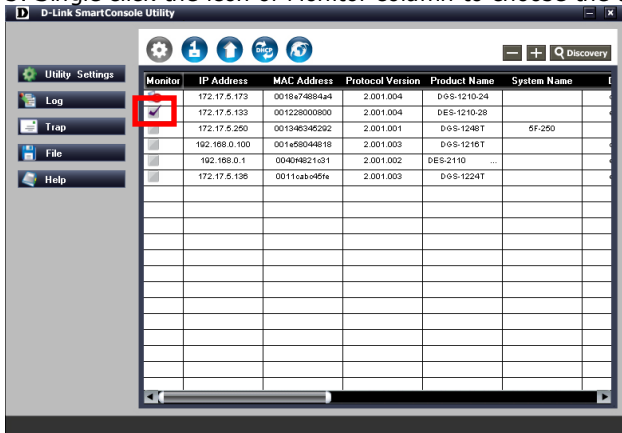 D-Link SmartConsole Utility
DHCP
Discovery
Utility Settings
Log
Trap
File
Help
Monitor IP Address MAC Address Protocol Version Product Name System Name
172.17.5.173 0018e74884a4 2.001.004 DGS-1210-24
172.17.5.133 001228000800 2.001.004 DES-1210-28
172.17.5.250 001346345292 2.001.001 DGS-1248T 5F-250
192.168.0.100 001e58044818 2.001.003 DGS-1216T
192.168.0.1 0040f4821c31 2.001.002 DES-2110 ...
172.17.5.136 0011cabc45fe 2.001.003 DGS-1224T